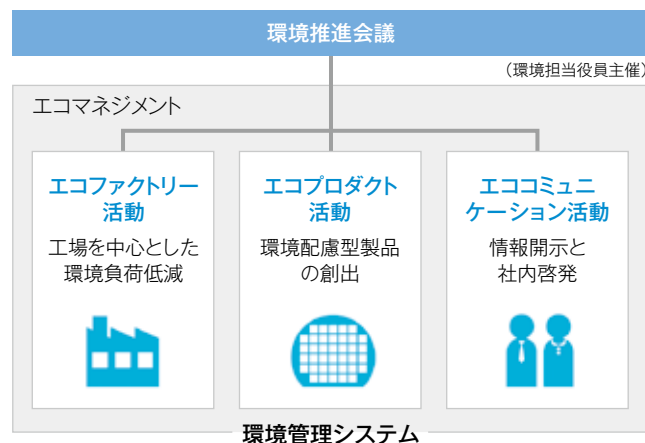 環境推進会議
（環境担当役員主催）
エコマネジメント
エコファクトリー
活動
工場を中心とした
環境負荷低減
エコプロダクト
活動
環境配慮型製品
の創出
エココミュニ
ケーション活動
情報開示と
社内啓発
環境管理システム